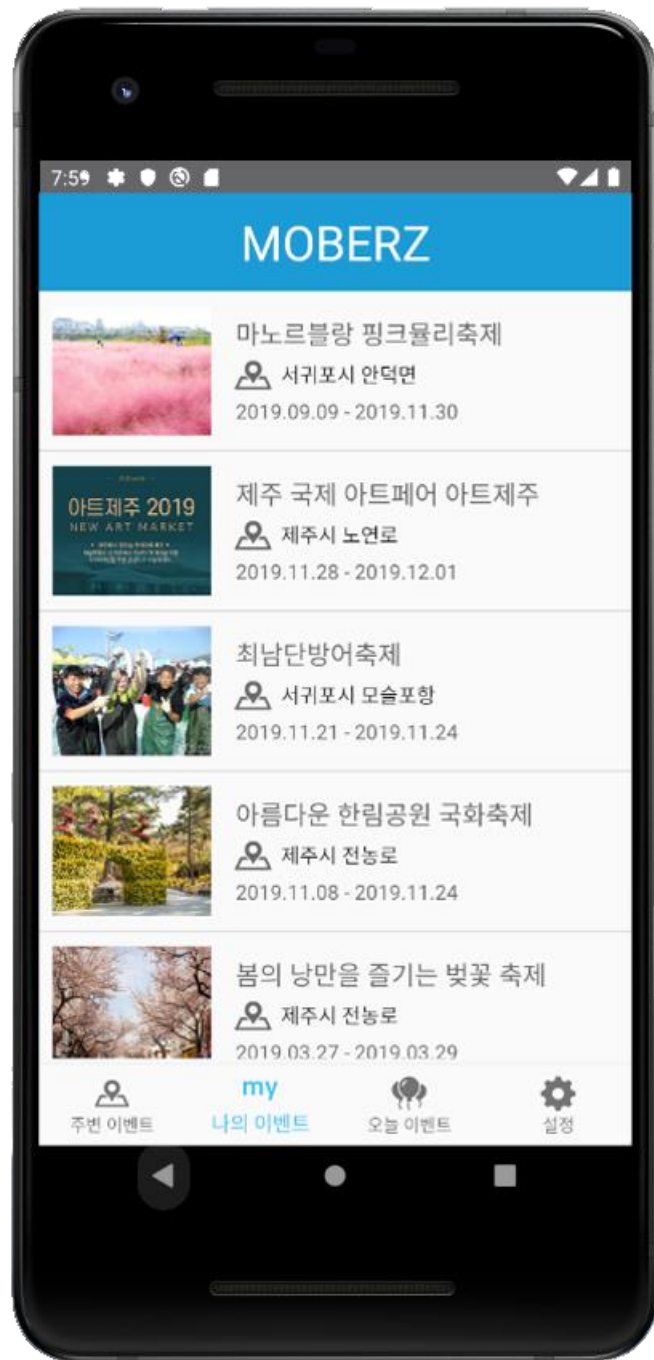 7:59
MOBERZ
마노르블랑 핑크뮬리축제
서귀포시 안덕면
2019.09.09 - 2019.11.30
아트제주 2019
NEW ART MARKET
제주 국제 아트페어 아트제주
제주시 노연로
2019.11.28 - 2019.12.01
최남단방어축제
서귀포시 모슬포항
2019.11.21 - 2019.11.24
아름다운 한림공원 국화축제
제주시 전농로
2019.11.08 - 2019.11.24
봄의 낭만을 즐기는 벚꽃 축제
제주시 전농로
2019.03.27 - 2019.03.29
my
주변 이벤트 나의 이벤트 오늘 이벤트 설정